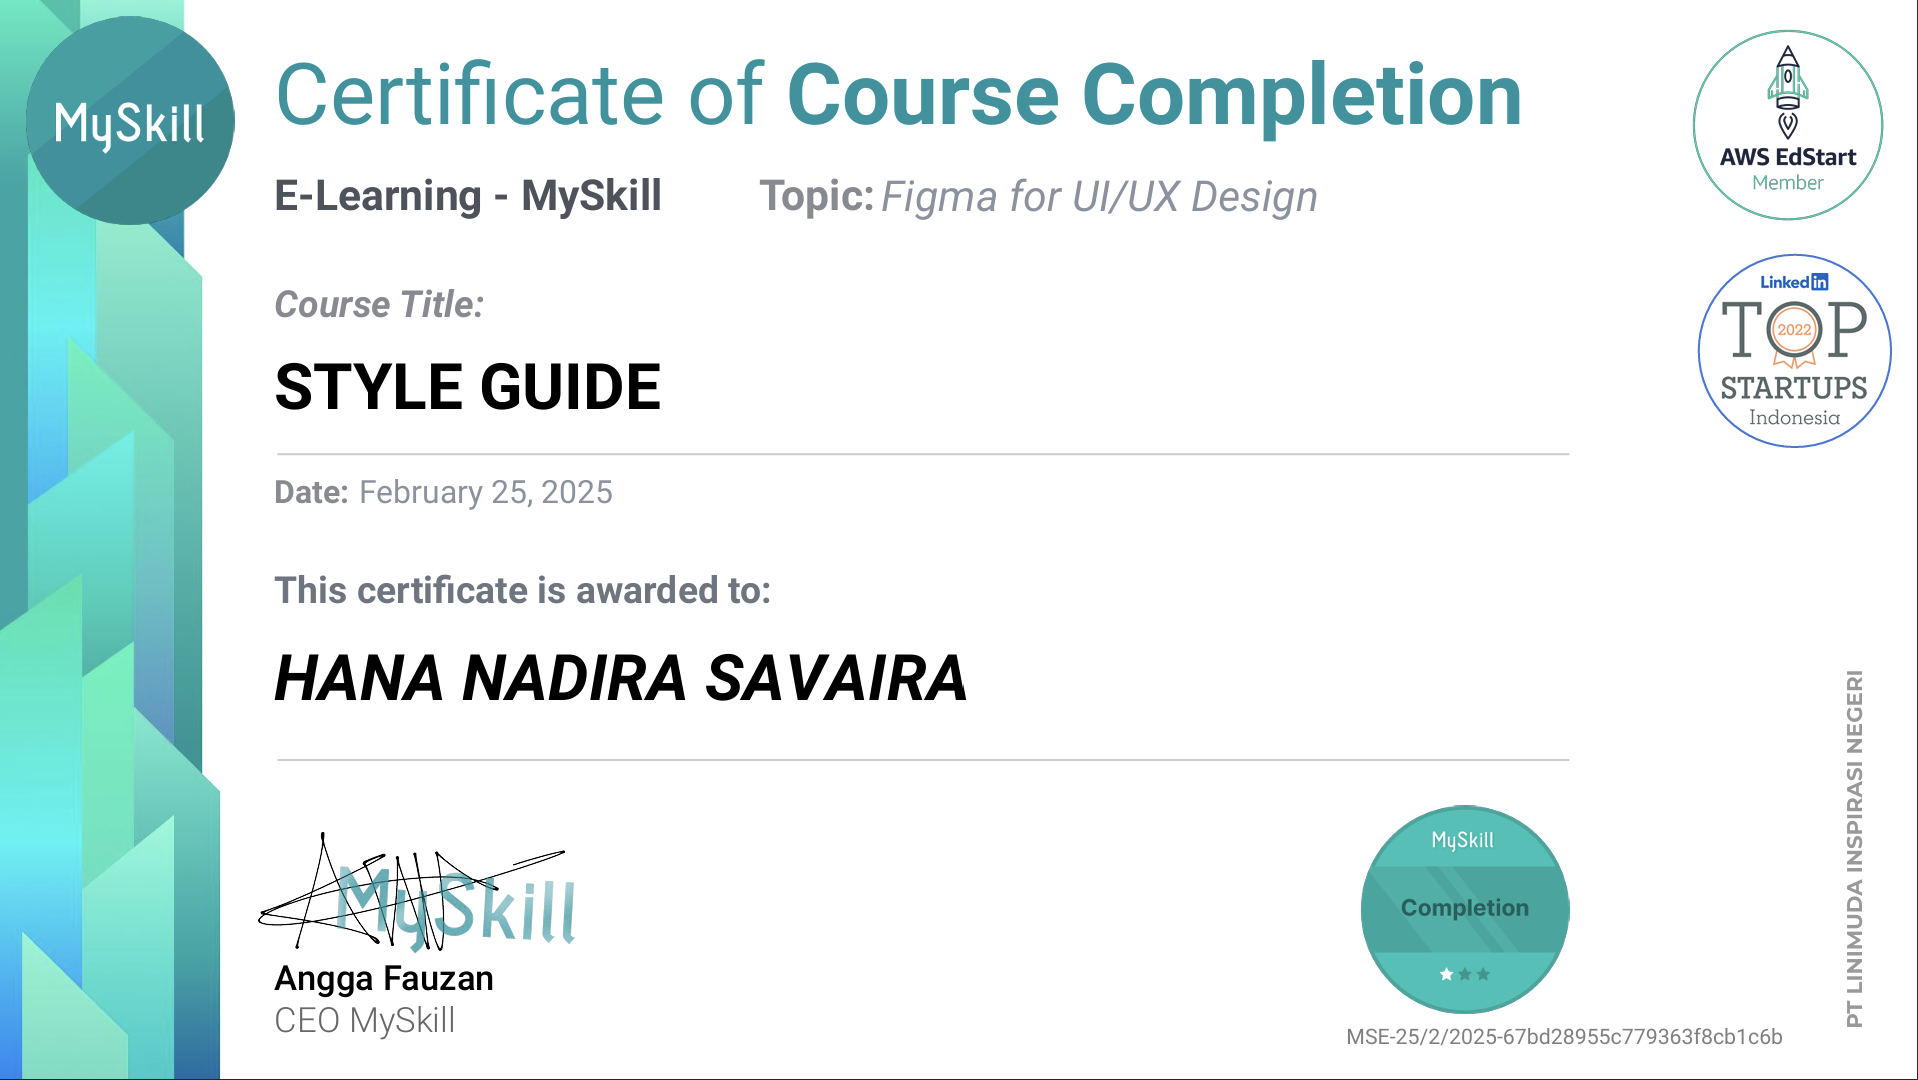 MySkill
Certificate of Course Completion
E-Learning - MySkill
Topic: Figma for UI/UX Design
AWS EdStart
Member
Linked in
TOP
2022
STARTUPS
Indonesia
Course Title:
STYLE GUIDE
Date: February 25, 2025
This certificate is awarded to:
HANA NADIRA SAVAIRA
MySkill
Angga Fauzan
CEO MySkill
MySkill
Completion
MSE-25/2/2025-67bd28955c779363f8cb1c6b
PT LINIMUDA INSPIRASI NEGERI